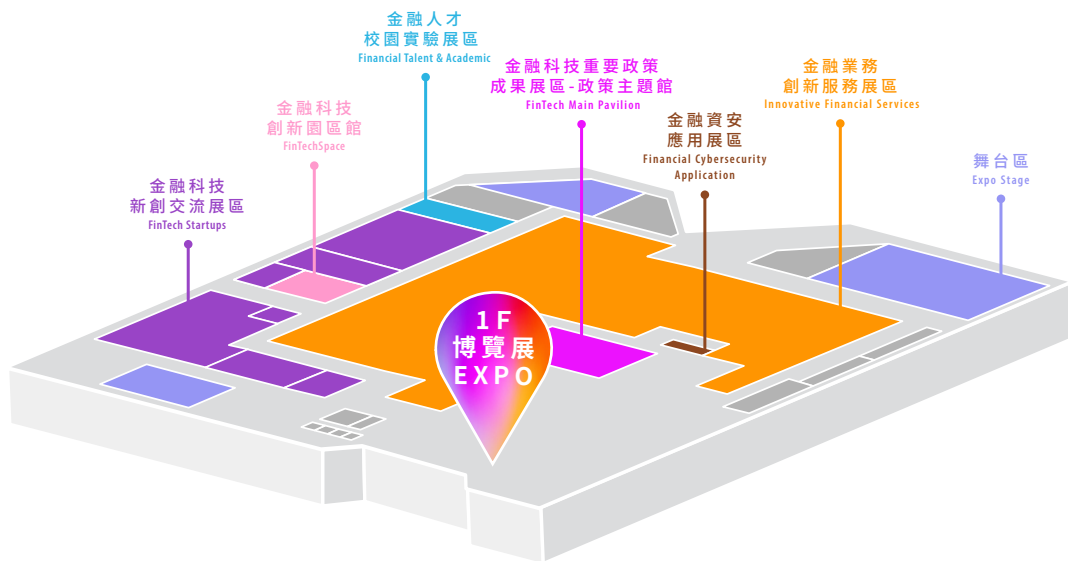 金融人才
校園實驗展區
Financial Talent & Academic
金融科技重要政策
成果展區-政策主題館
FinTech Main Pavilion
金融業務
創新服務展區
Innovative Financial Services
金融科技
創新園區館
FinTechSpace
金融資安
應用展區
Financial Cybersecurity
Application
舞台區
Expo Stage
金融科技
新創交流展區
FinTech Startups
1F
博覽展
EXPO